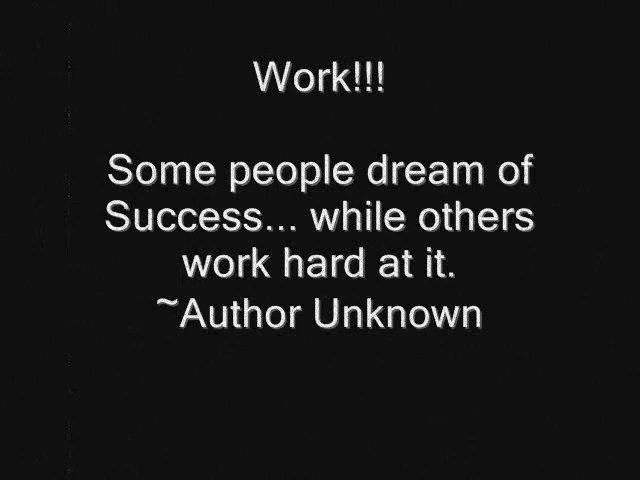 Work!!!
Some people dream of
Success... while others
work hard at it.
~Author Unknown